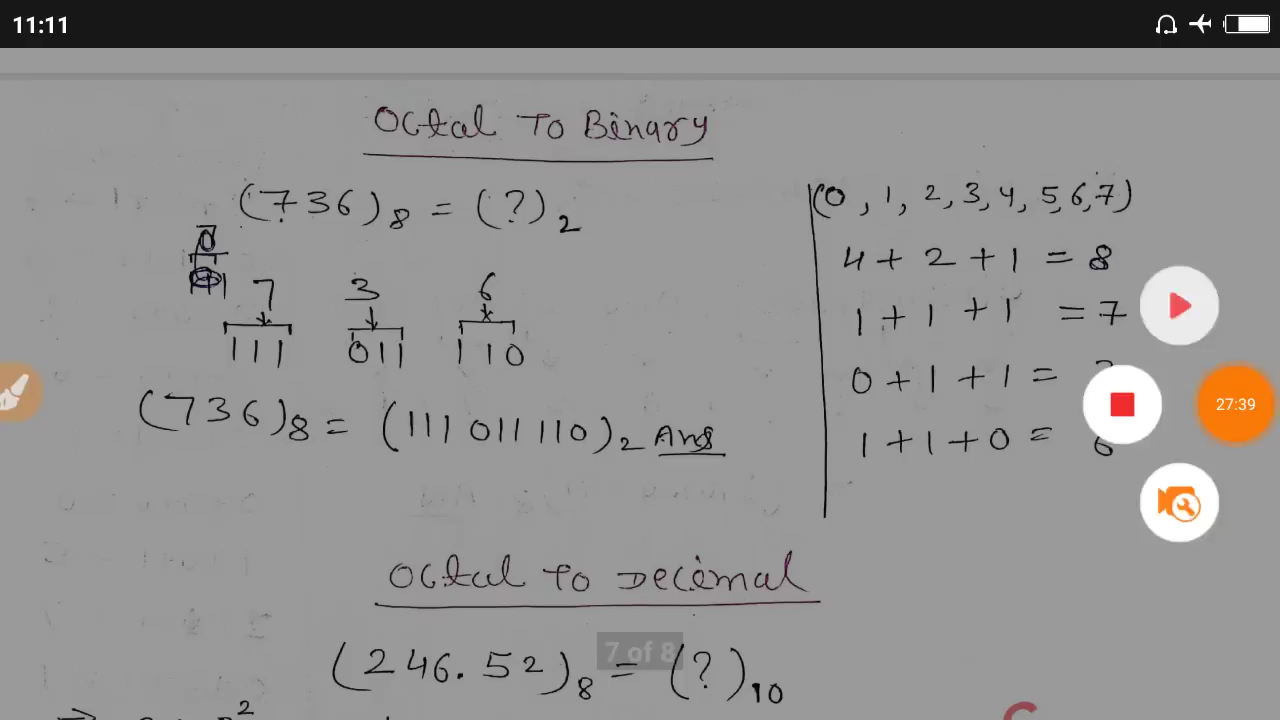 11:11
Octal To Binary
(736)8 = (?)2
(0, 1, 2, 3, 4, 5, 6, 7)
4 + 2 + 1 = 8
1 + 1 + 1 = 7
0 + 1 + 1 =
1 + 1 + 0 = 6
0
7 3 6
111 011 110
(736)8 = (111 011 110)2 Ans
27:39
Octal To Decimal
7 of 8
(246.52)8 = (?)10